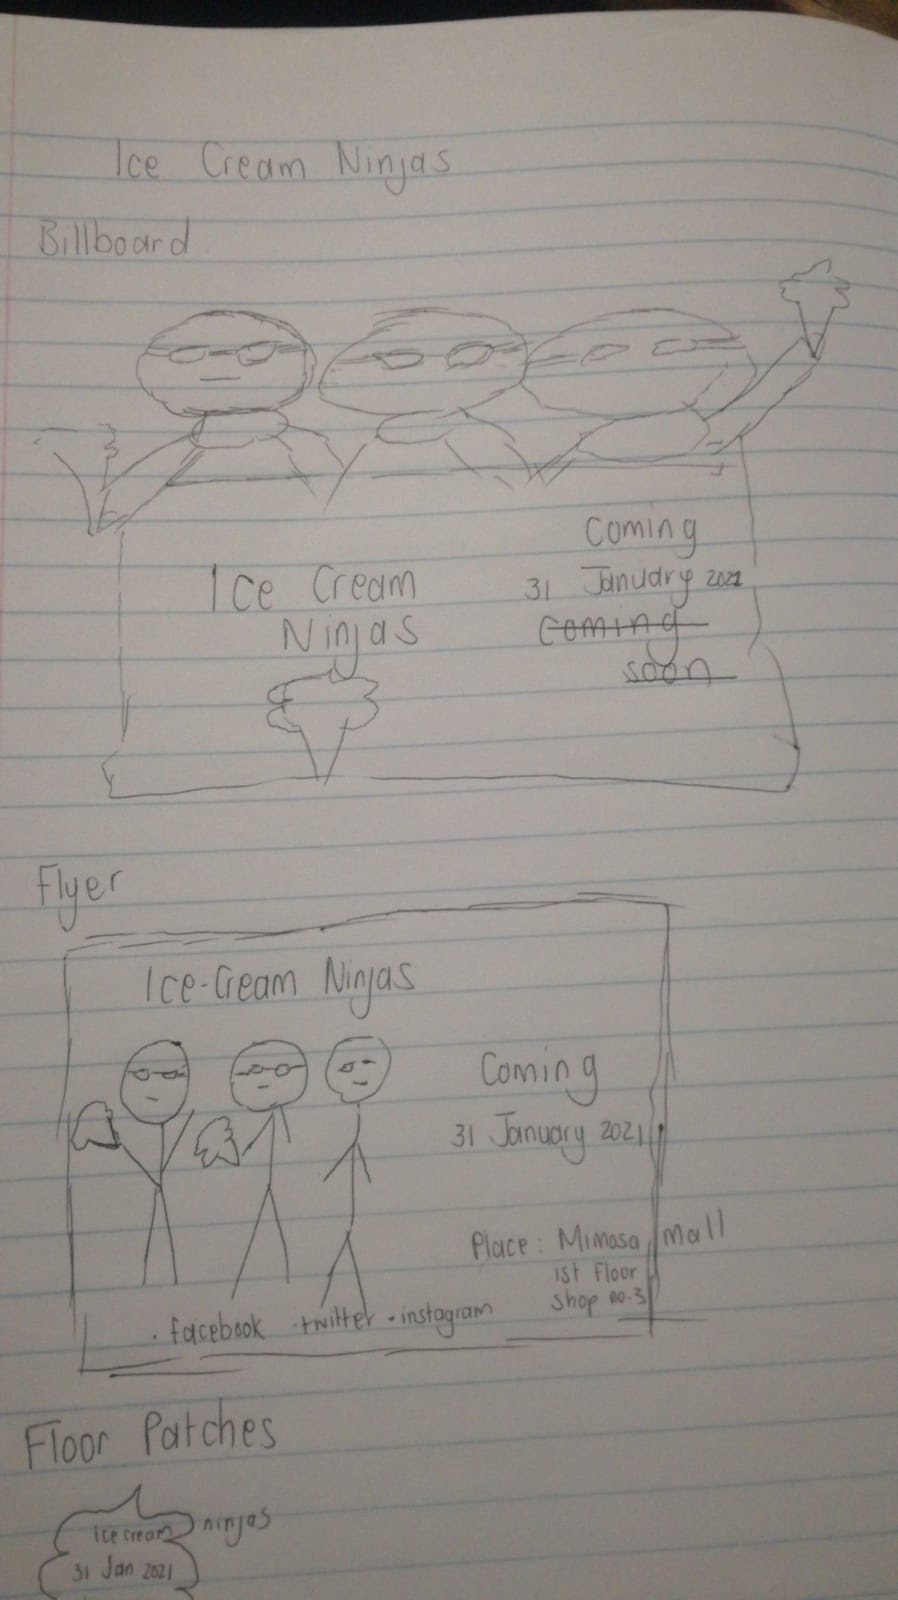 Ice Cream Ninjas
Billboard
Ice Cream
Ninjas
Coming
31 January 2021
Coming
soon
Flyer
Ice-Cream Ninjas
Coming
31 January 2021
Place: Mimosa mall
1st floor
shop no.3
. facebook . twitter . instagram
Floor Patches
Ice cream ninjas
31 Jan 2021